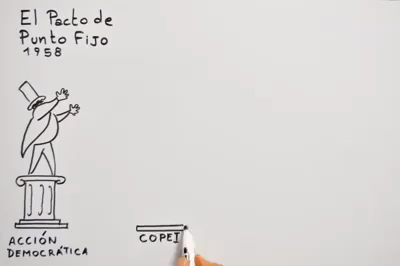 El Pacto de
Punto Fijo
1958
ACCIÓN
DEMOCRÁTICA
COPEI